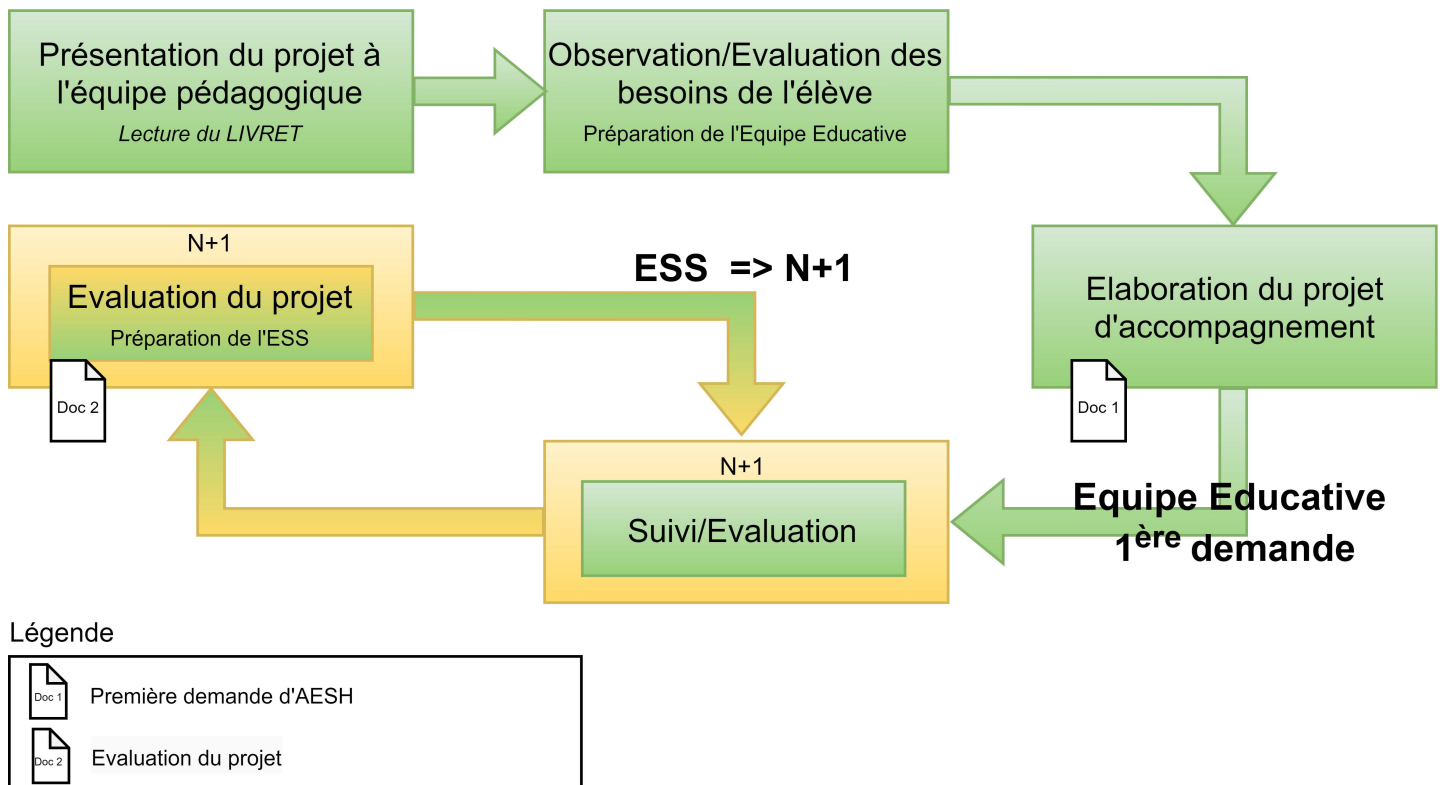 Présentation du projet à
l'équipe pédagogique
Lecture du LIVRET
Observation/Evaluation des
besoins de l'élève
Préparation de l'Equipe Educative
Elaboration du projet
d'accompagnement
Doc 1
Equipe Educative
1ère demande
N+1
Suivi/Evaluation
N+1
Evaluation du projet
Préparation de l'ESS
Doc 2
ESS => N+1
Légende
Doc 1
Première demande d'AESH
Doc 2
Evaluation du projet